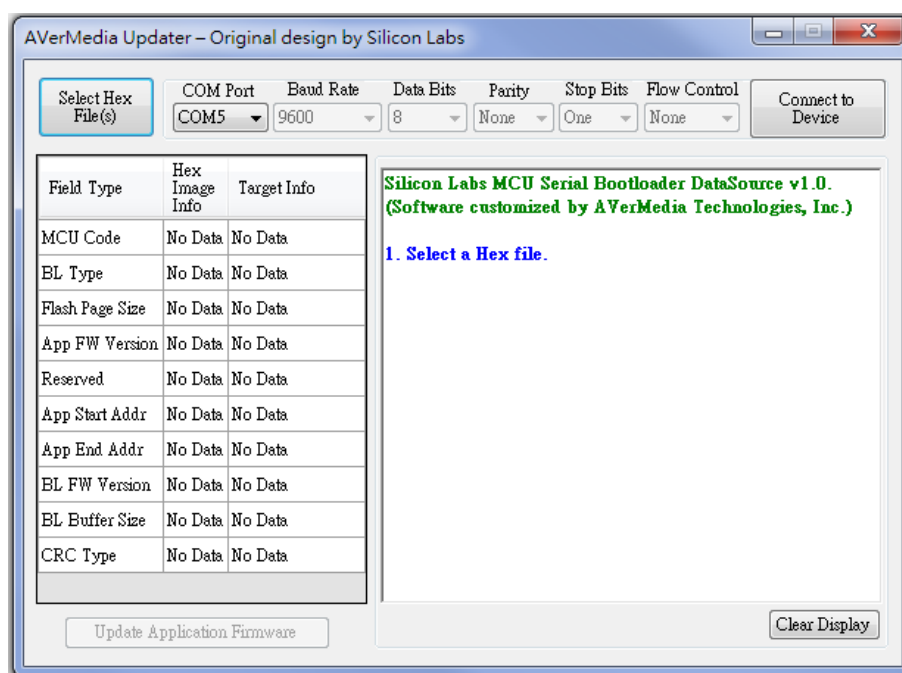 AVerMedia Updater – Original design by Silicon Labs
Select Hex
File(s)
COM Port Baud Rate Data Bits Parity Stop Bits Flow Control
COM5 9600 8 None One None
Connect to
Device
Field Type Hex Image Info Target Info
MCU Code No Data No Data
BL Type No Data No Data
Flash Page Size No Data No Data
App FW Version No Data No Data
Reserved No Data No Data
App Start Addr No Data No Data
App End Addr No Data No Data
BL FW Version No Data No Data
BL Buffer Size No Data No Data
CRC Type No Data No Data
Silicon Labs MCU Serial Bootloader DataSource v1.0.
(Software customized by AVerMedia Technologies, Inc.)
1. Select a Hex file.
Update Application Firmware
Clear Display